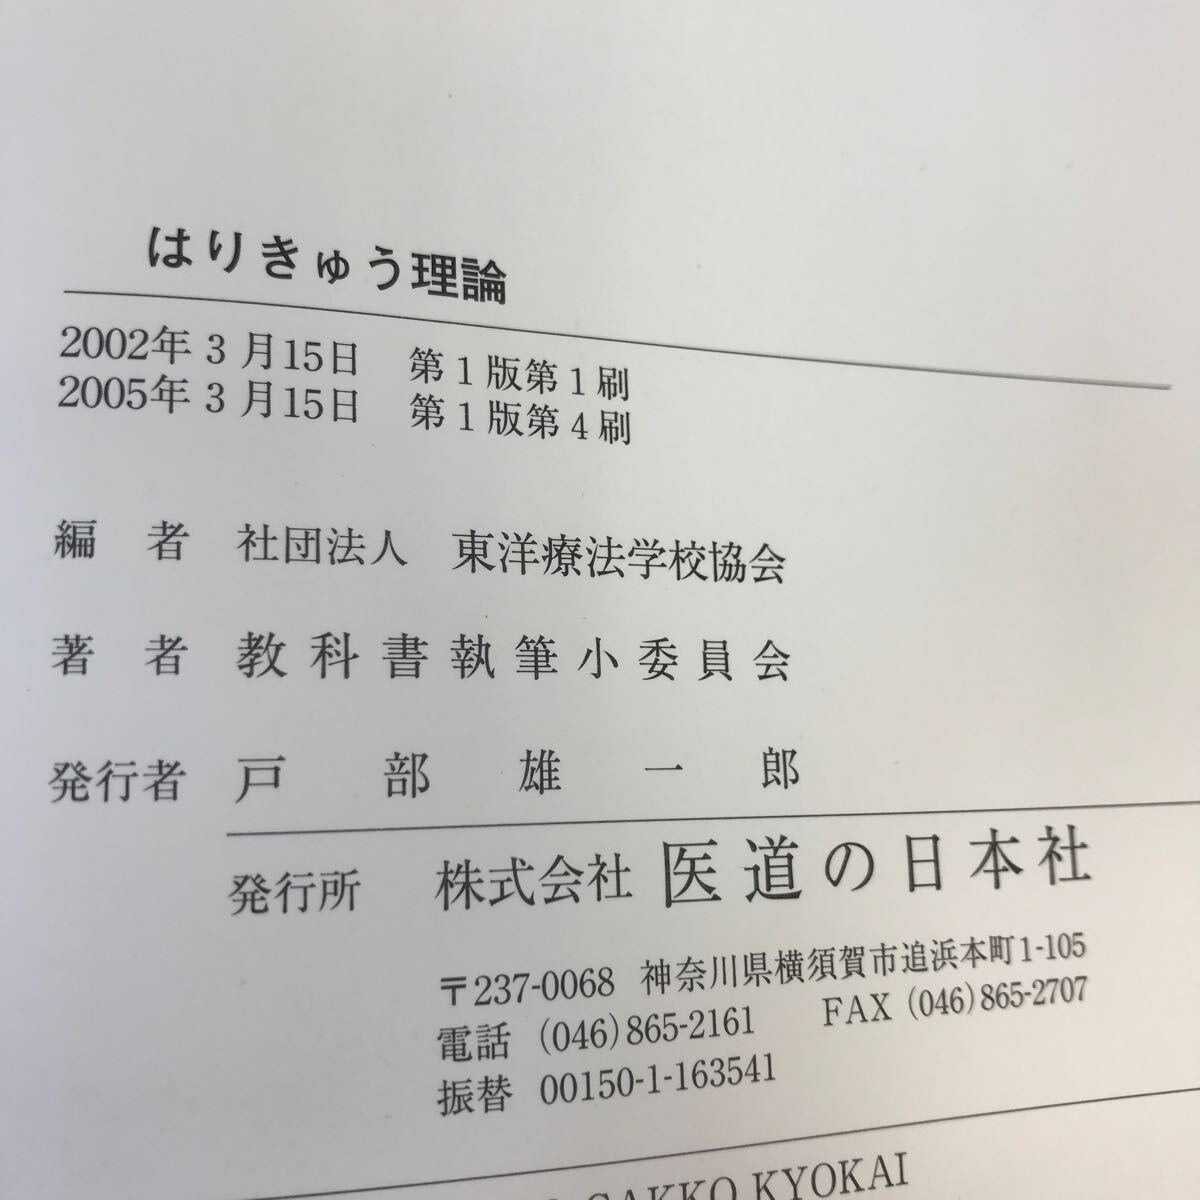 はりきゅう理論
2002年 3 月15日　第 1 版第 1 刷
2005年 3 月15日　第 1 版第 4 刷
編　者　社団法人　東洋療法学校協会
著　者　教科書執筆小委員会
発行者　戸部雄一郎
発行所　株式会社 医道の日本社
〒237-0068　神奈川県横須賀市追浜本町1-105
電話　(046)865-2161　FAX (046)865-2707
振替　00150-1-163541
GAKKO KYOKAI